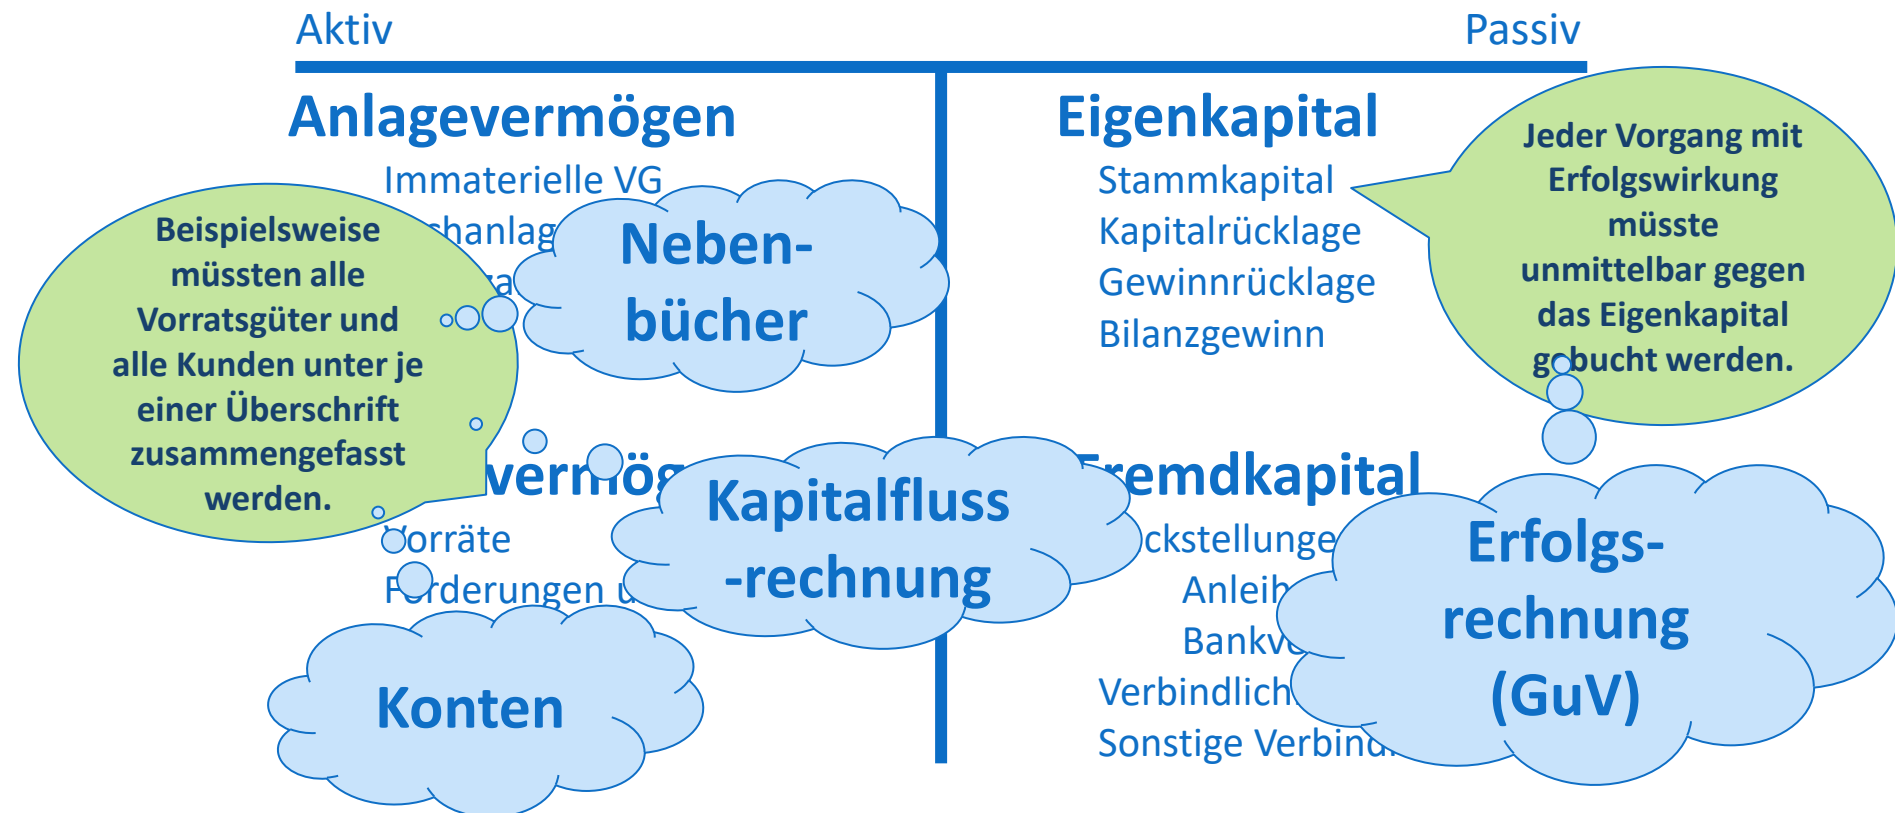 Aktiv
Passiv
Anlagevermögen
Immaterielle VG
Beispielsweise
müssten alle
Vorratsgüter und
alle Kunden unter je
einer Überschrift
zusammengefasst
werden.
Neben-
bücher
Vorräte
Forderungen
Konten
Kapitalfluss
-rechnung
Eigenkapital
Stammkapital
Kapitalrücklage
Gewinnrücklage
Bilanzgewinn
Jeder Vorgang mit
Erfolgswirkung
müsste
unmittelbar gegen
das Eigenkapital
gebucht werden.
Fremdkapital
Sonstige
Erfolgs-
rechnung
(GuV)